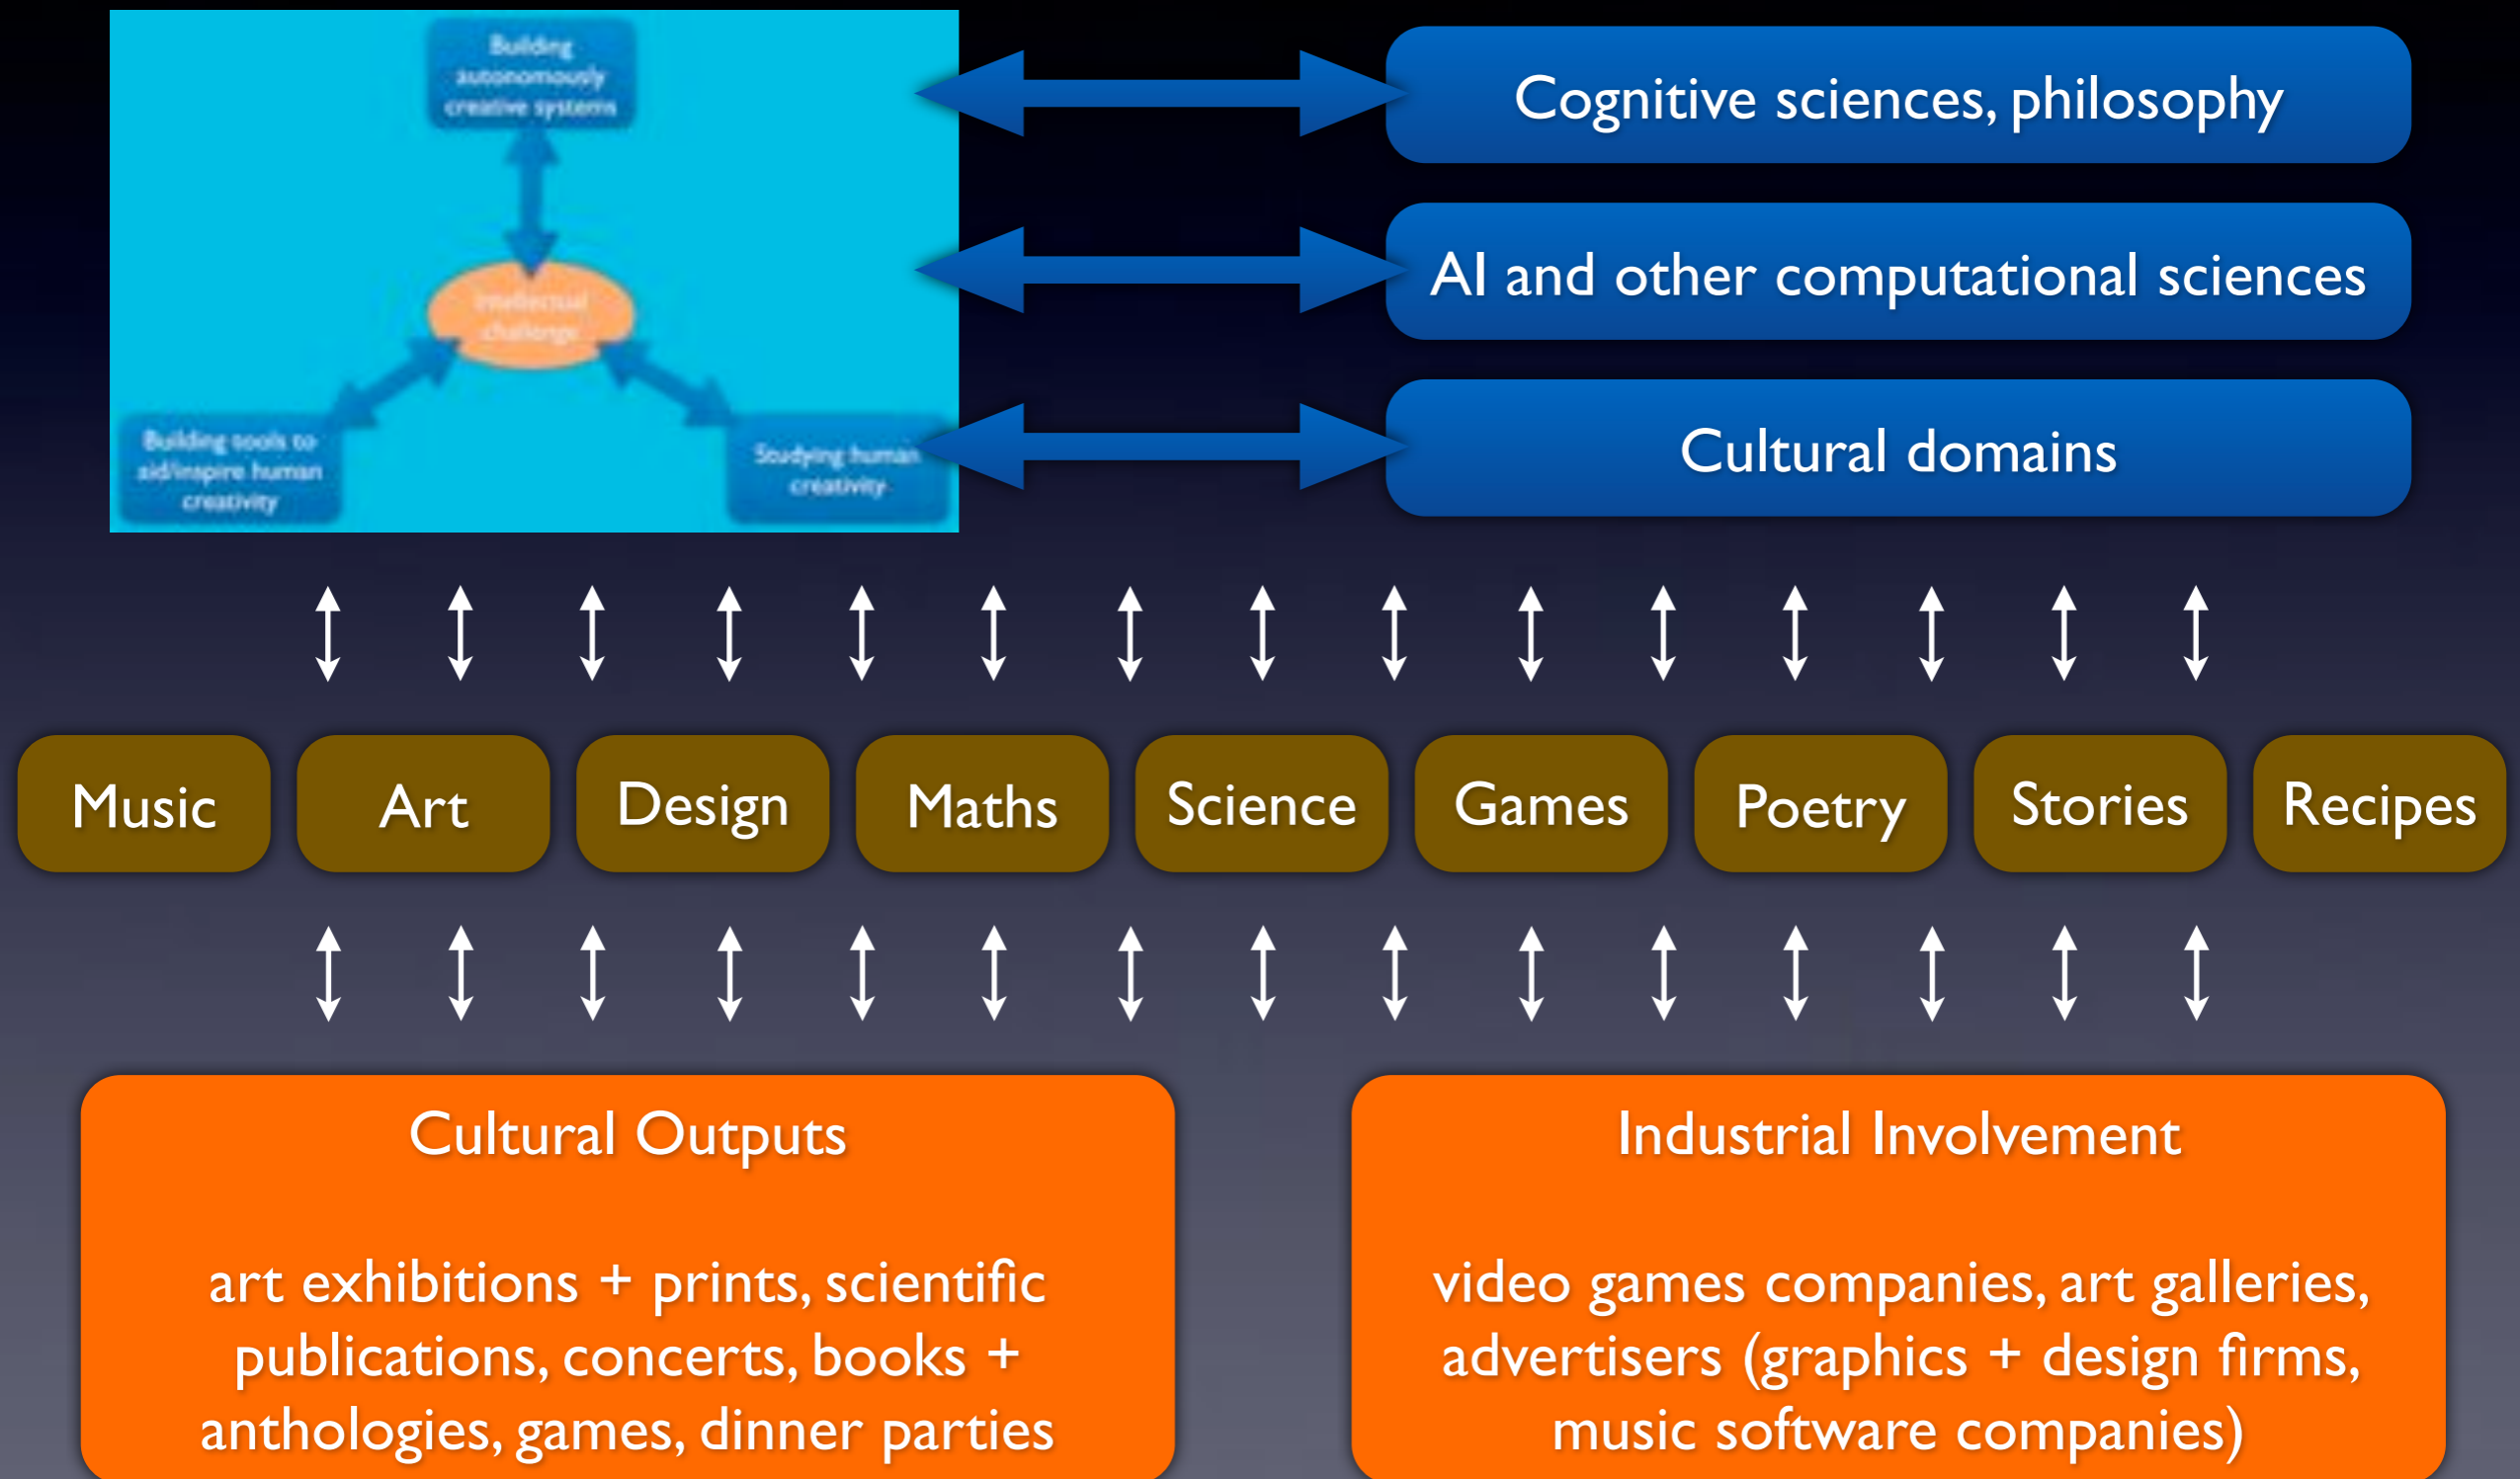 Building
autonomously
creative systems
Intellectual
challenge
Building tools to
aid/inspire human
creativity
Studying human
creativity
Cognitive sciences, philosophy
AI and other computational sciences
Cultural domains
Music
Art
Design
Maths
Science
Games
Poetry
Stories
Recipes
Cultural Outputs
art exhibitions + prints, scientific
publications, concerts, books +
anthologies, games, dinner parties
Industrial Involvement
video games companies, art galleries,
advertisers (graphics + design firms,
music software companies)